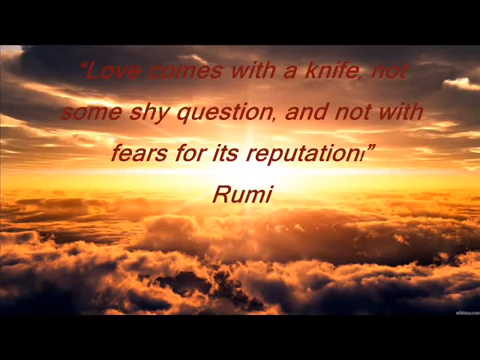 “Love comes with a knife, not
some shy question, and not with
fears for its reputation!”
Rumi